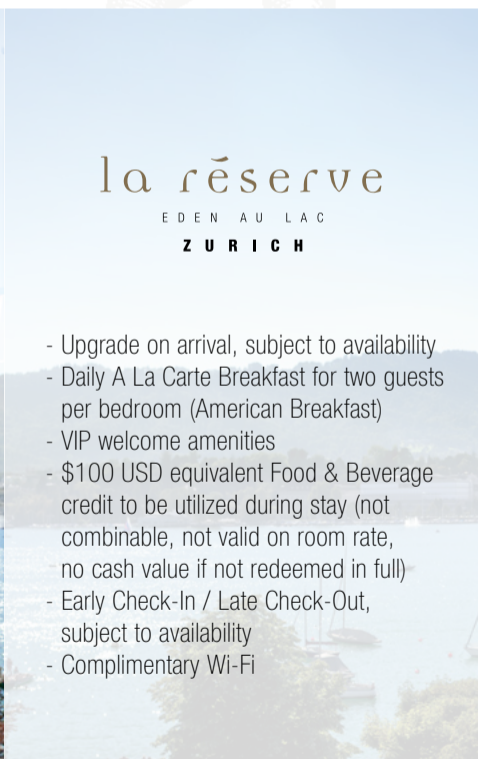 la réserve
EDEN AU LAC
ZURICH
- Upgrade on arrival, subject to availability
- Daily A La Carte Breakfast for two guests
per bedroom (American Breakfast)
- VIP welcome amenities
- $100 USD equivalent Food & Beverage
credit to be utilized during stay (not
combinable, not valid on room rate,
no cash value if not redeemed in full)
- Early Check-In / Late Check-Out,
subject to availability
- Complimentary Wi-Fi